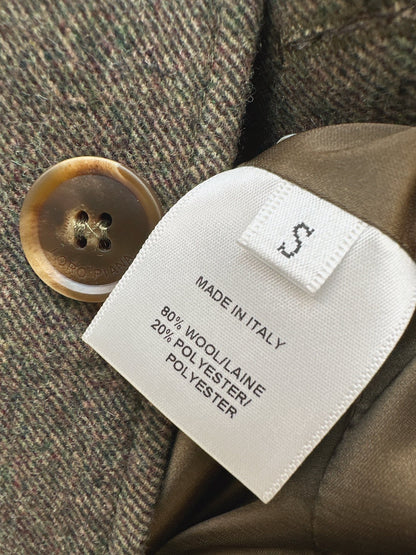 S
MADE IN ITALY
80% WOOL/LAINE
20% POLYESTER/
POLYESTER